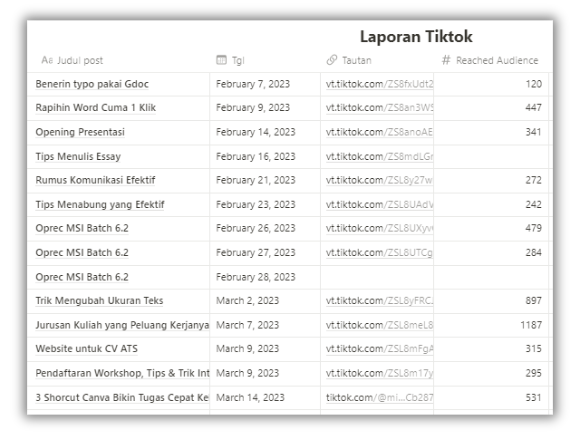 Laporan Tiktok
Aa Judul post Tgl Tautan # Reached Audience
Benerin typo pakai Gdoc February 7, 2023 vt.tiktok.com/ZS8fxUdt2 120
Rapihin Word Cuma 1 Klik February 9, 2023 vt.tiktok.com/ZS8an3WS 447
Opening Presentasi February 14, 2023 vt.tiktok.com/ZS8anoAE 341
Tips Menulis Essay February 16, 2023 vt.tiktok.com/ZS8mdLGr
Rumus Komunikasi Efektif February 21, 2023 vt.tiktok.com/ZSL8y27w 272
Tips Menabung yang Efektif February 23, 2023 vt.tiktok.com/ZSL8UAdV 242
Oprec MSI Batch 6.2 February 26, 2023 vt.tiktok.com/ZSL8UXyv 479
Oprec MSI Batch 6.2 February 27, 2023 vt.tiktok.com/ZSL8UTCg 284
Oprec MSI Batch 6.2 February 28, 2023
Trik Mengubah Ukuran Teks March 2, 2023 vt.tiktok.com/ZSL8yFRC 897
Jurusan Kuliah yang Peluang Kerjanya March 7, 2023 vt.tiktok.com/ZSL8meL8 1187
Website untuk CV ATS March 9, 2023 vt.tiktok.com/ZSL8mFgA 315
Pendaftaran Workshop, Tips & Trik Int March 9, 2023 vt.tiktok.com/ZSL8m17y 295
3 Shorcut Canva Bikin Tugas Cepat Ke March 14, 2023 tiktok.com/@mi...Cb287 531